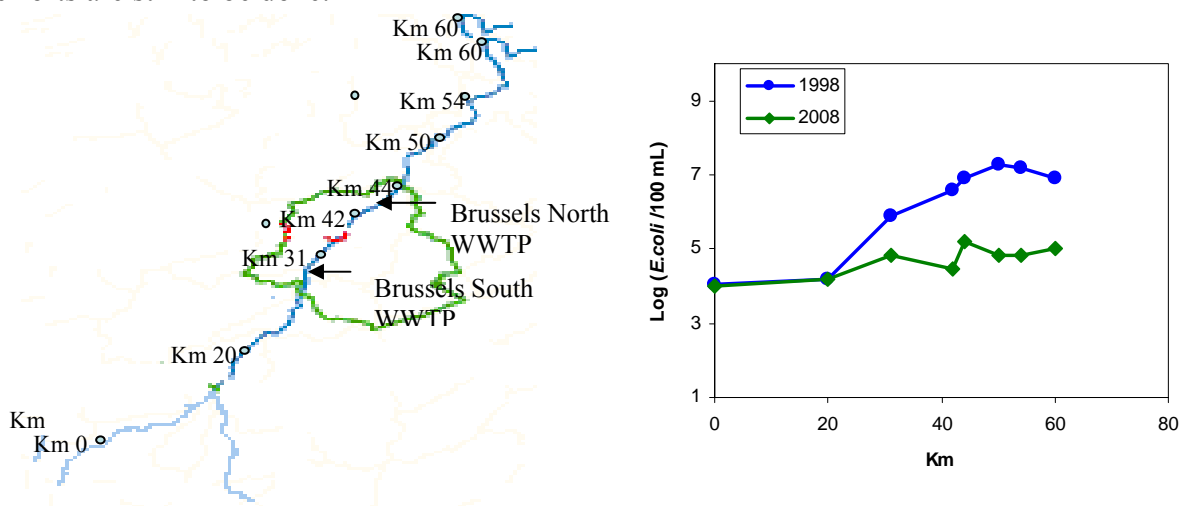 Km 60
Km 60
Km 54
Km 50
Km 44
Km 42
Brussels North
WWTP
Km 31
Brussels South
WWTP
Km 20
Km
Km 0
1998
2008
Log (E.coli /100 mL)
9
7
5
3
1
0
20
40
60
80
Km